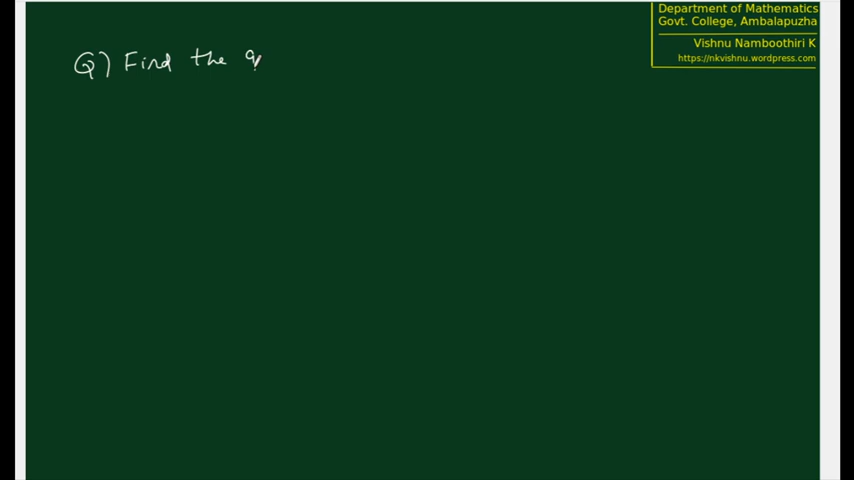 Department of Mathematics
Govt. College, Ambalapuzha
Vishnu Namboothiri K
https://nkvishnu.wordpress.com
Q) Find the q